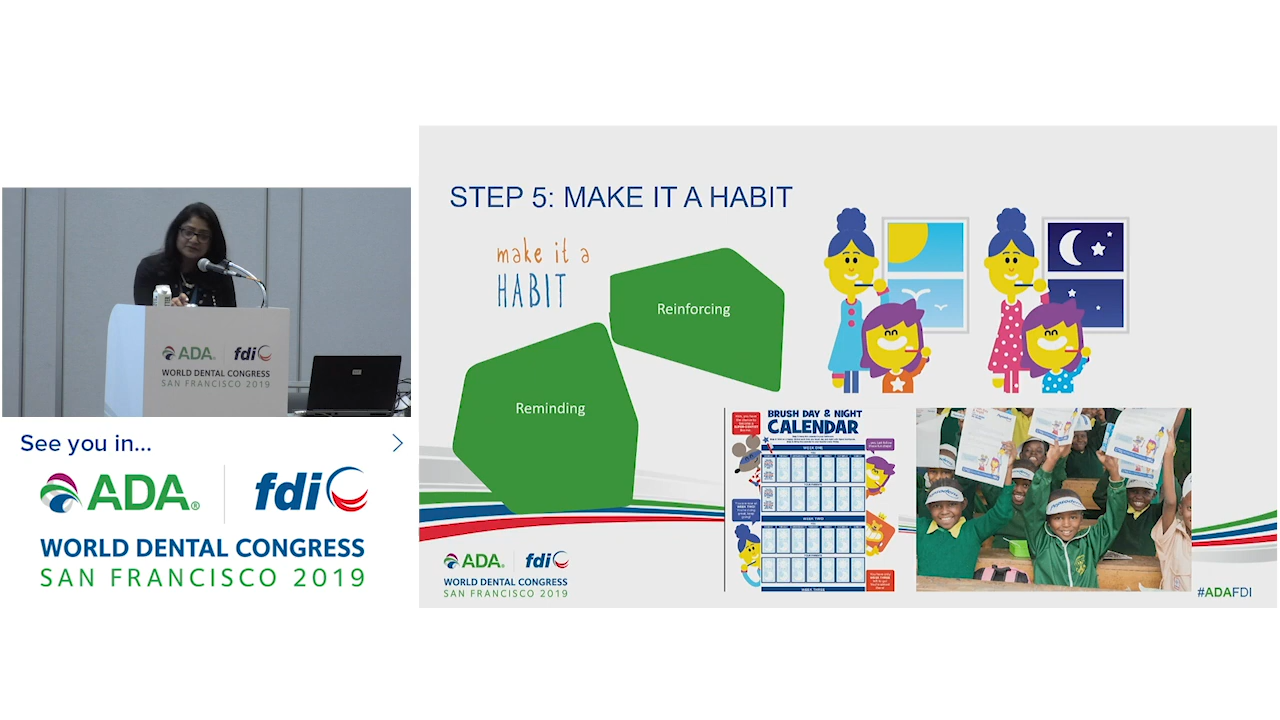 STEP 5: MAKE IT A HABIT
make it a
HABIT
Reinforcing
Reminding
BRUSH DAY & NIGHT
CALENDAR
WEEK ONE
WEEK TWO
WEEK THREE
ADA® fdi
WORLD DENTAL CONGRESS
SAN FRANCISCO 2019
#ADAFDI
ADA. fdi
WORLD DENTAL CONGRESS
SAN FRANCISCO 2019
See you in...
ADA® fdi
WORLD DENTAL CONGRESS
SAN FRANCISCO 2019